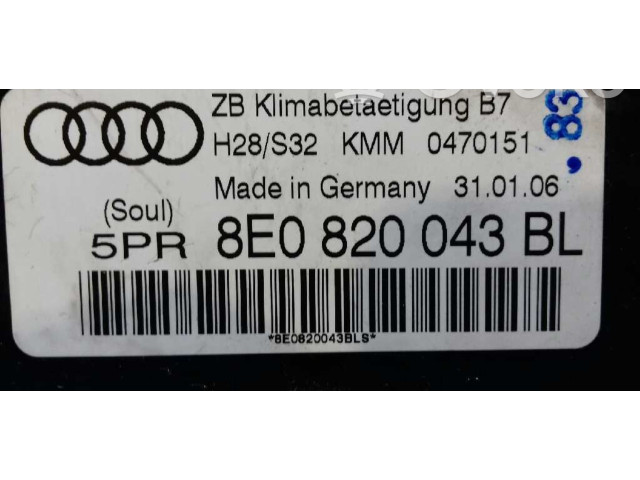 ZB Klimabetaetigung B7
H28/S32 KMM 0470151
Made in Germany 31.01.06
(Soul)
5PR 8E0 820 043 BL
*8E0820043BLS*
.83